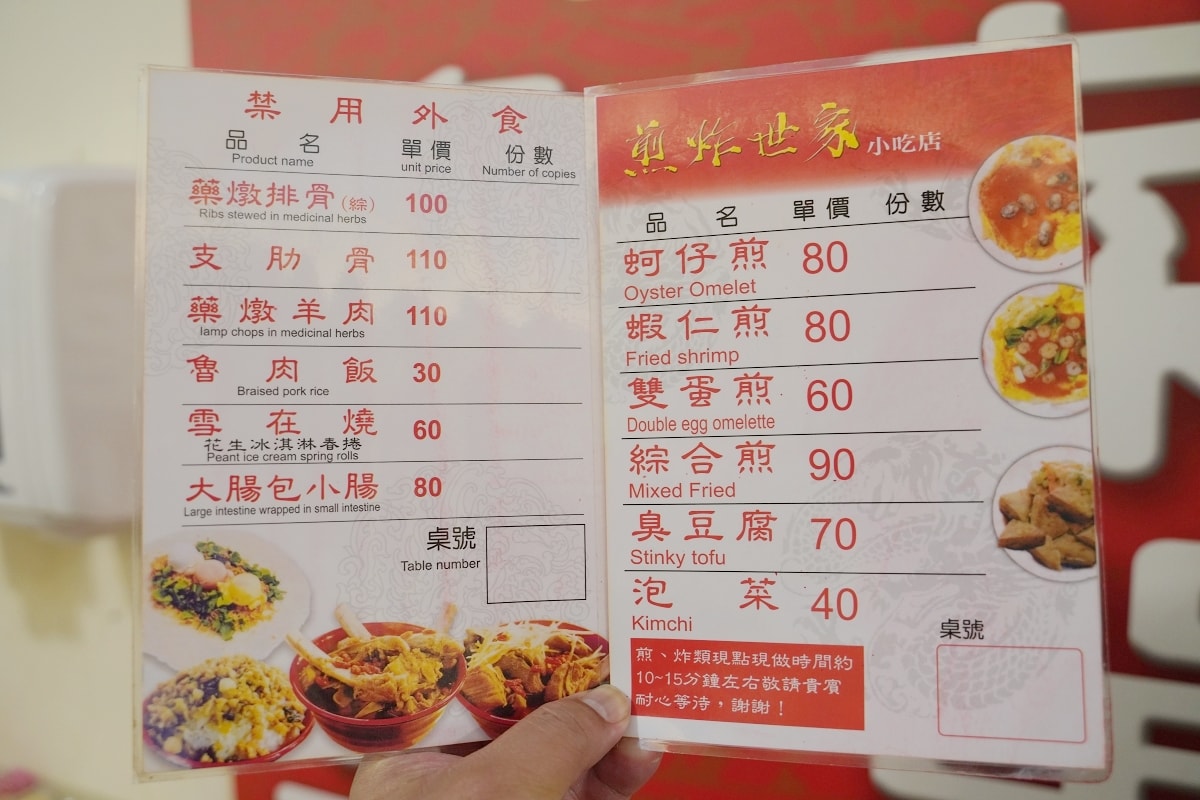 禁用外食
品名 單價 份數
Product name unit price Number of copies
藥燉排骨(綜) 100
Ribs stewed in medicinal herbs
支肋骨 110
藥燉羊肉 110
lamp chops in medicinal herbs
魯肉飯 30
Braised pork rice
雪在燒 60
花生冰淇淋春捲
Peant ice cream spring rolls
大腸包小腸 80
Large intestine wrapped in small intestine
桌號
Table number
煎炸世家 小吃店
品名 單價 份數
蚵仔煎 80
Oyster Omelet
蝦仁煎 80
Fried shrimp
雙蛋煎 60
Double egg omelette
綜合煎 90
Mixed Fried
臭豆腐 70
Stinky tofu
泡菜 40
Kimchi
煎、炸類現點現做時間約
10~15分鐘左右敬請貴賓
耐心等待，謝謝！
桌號